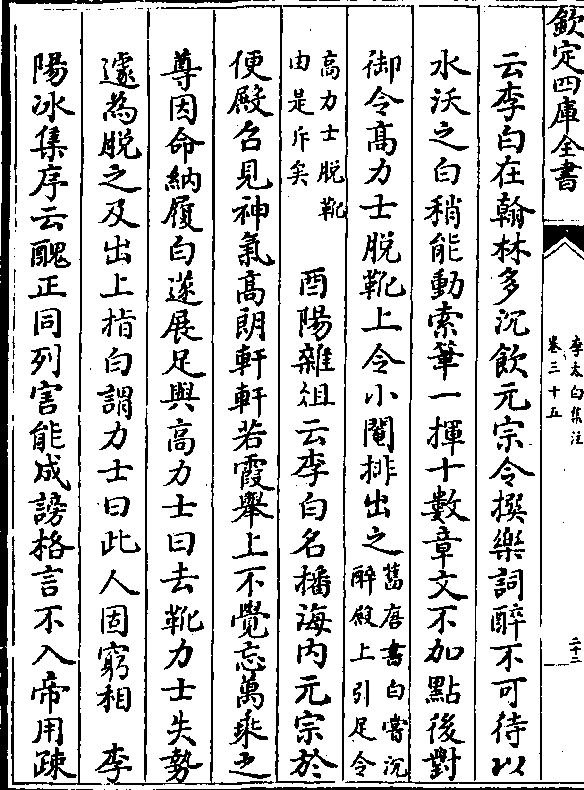 欽定四庫全書
李太白集注
卷三十五
二十三
云李白在翰林多沉飲元宗令撰樂詞醉不可待以
水沃之白稍能動索筆一揮十數章文不加點後對
御令高力士脱靴上令小閹排出之
舊唐書白嘗沉
醉殿上引足令
高力士脱靴
由是斥矣
酉陽雜俎云李白名播海内元宗於
便殿召見神氣高朗軒軒若霞舉上不覺忘萬乘之
尊因命納履白遂展足與高力士曰去靴力士失勢
遽為脱之及出上指白謂力士曰此人固窮相 李
陽冰集序云醜正同列害能成謗格言不入帝用疎